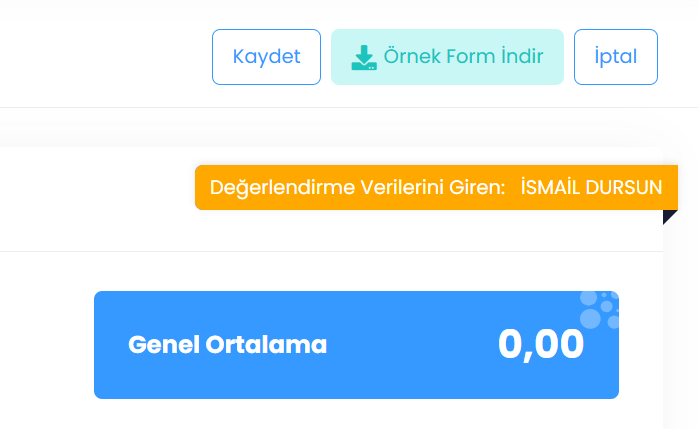 Kaydet
Örnek Form İndir
İptal
Değerlendirme Verilerini Giren: İSMAİL DURSUN
Genel Ortalama 0,00